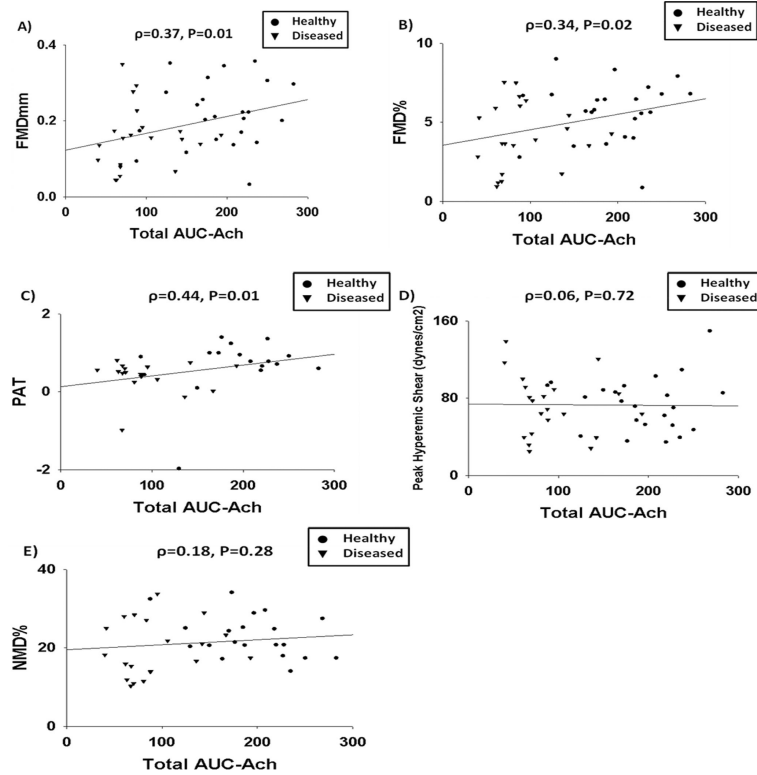 A)
ρ=0.37, P=0.01
Healthy
Diseased
0.4
0.2
0.0
FMDmm
0 100 200 300
Total AUC-Ach
B)
ρ=0.34, P=0.02
Healthy
Diseased
10
5
0
FMD%
0 100 200 300
Total AUC-Ach
C)
ρ=0.44, P=0.01
Healthy
Diseased
2
0
-2
PAT
0 100 200 300
Total AUC-Ach
D)
ρ=0.06, P=0.72
Healthy
Diseased
160
80
0
Peak Hyperemic Shear (dynes/cm2)
0 100 200 300
Total AUC-Ach
E)
ρ=0.18, P=0.28
Healthy
Diseased
40
20
0
NMD%
0 100 200 300
Total AUC-Ach